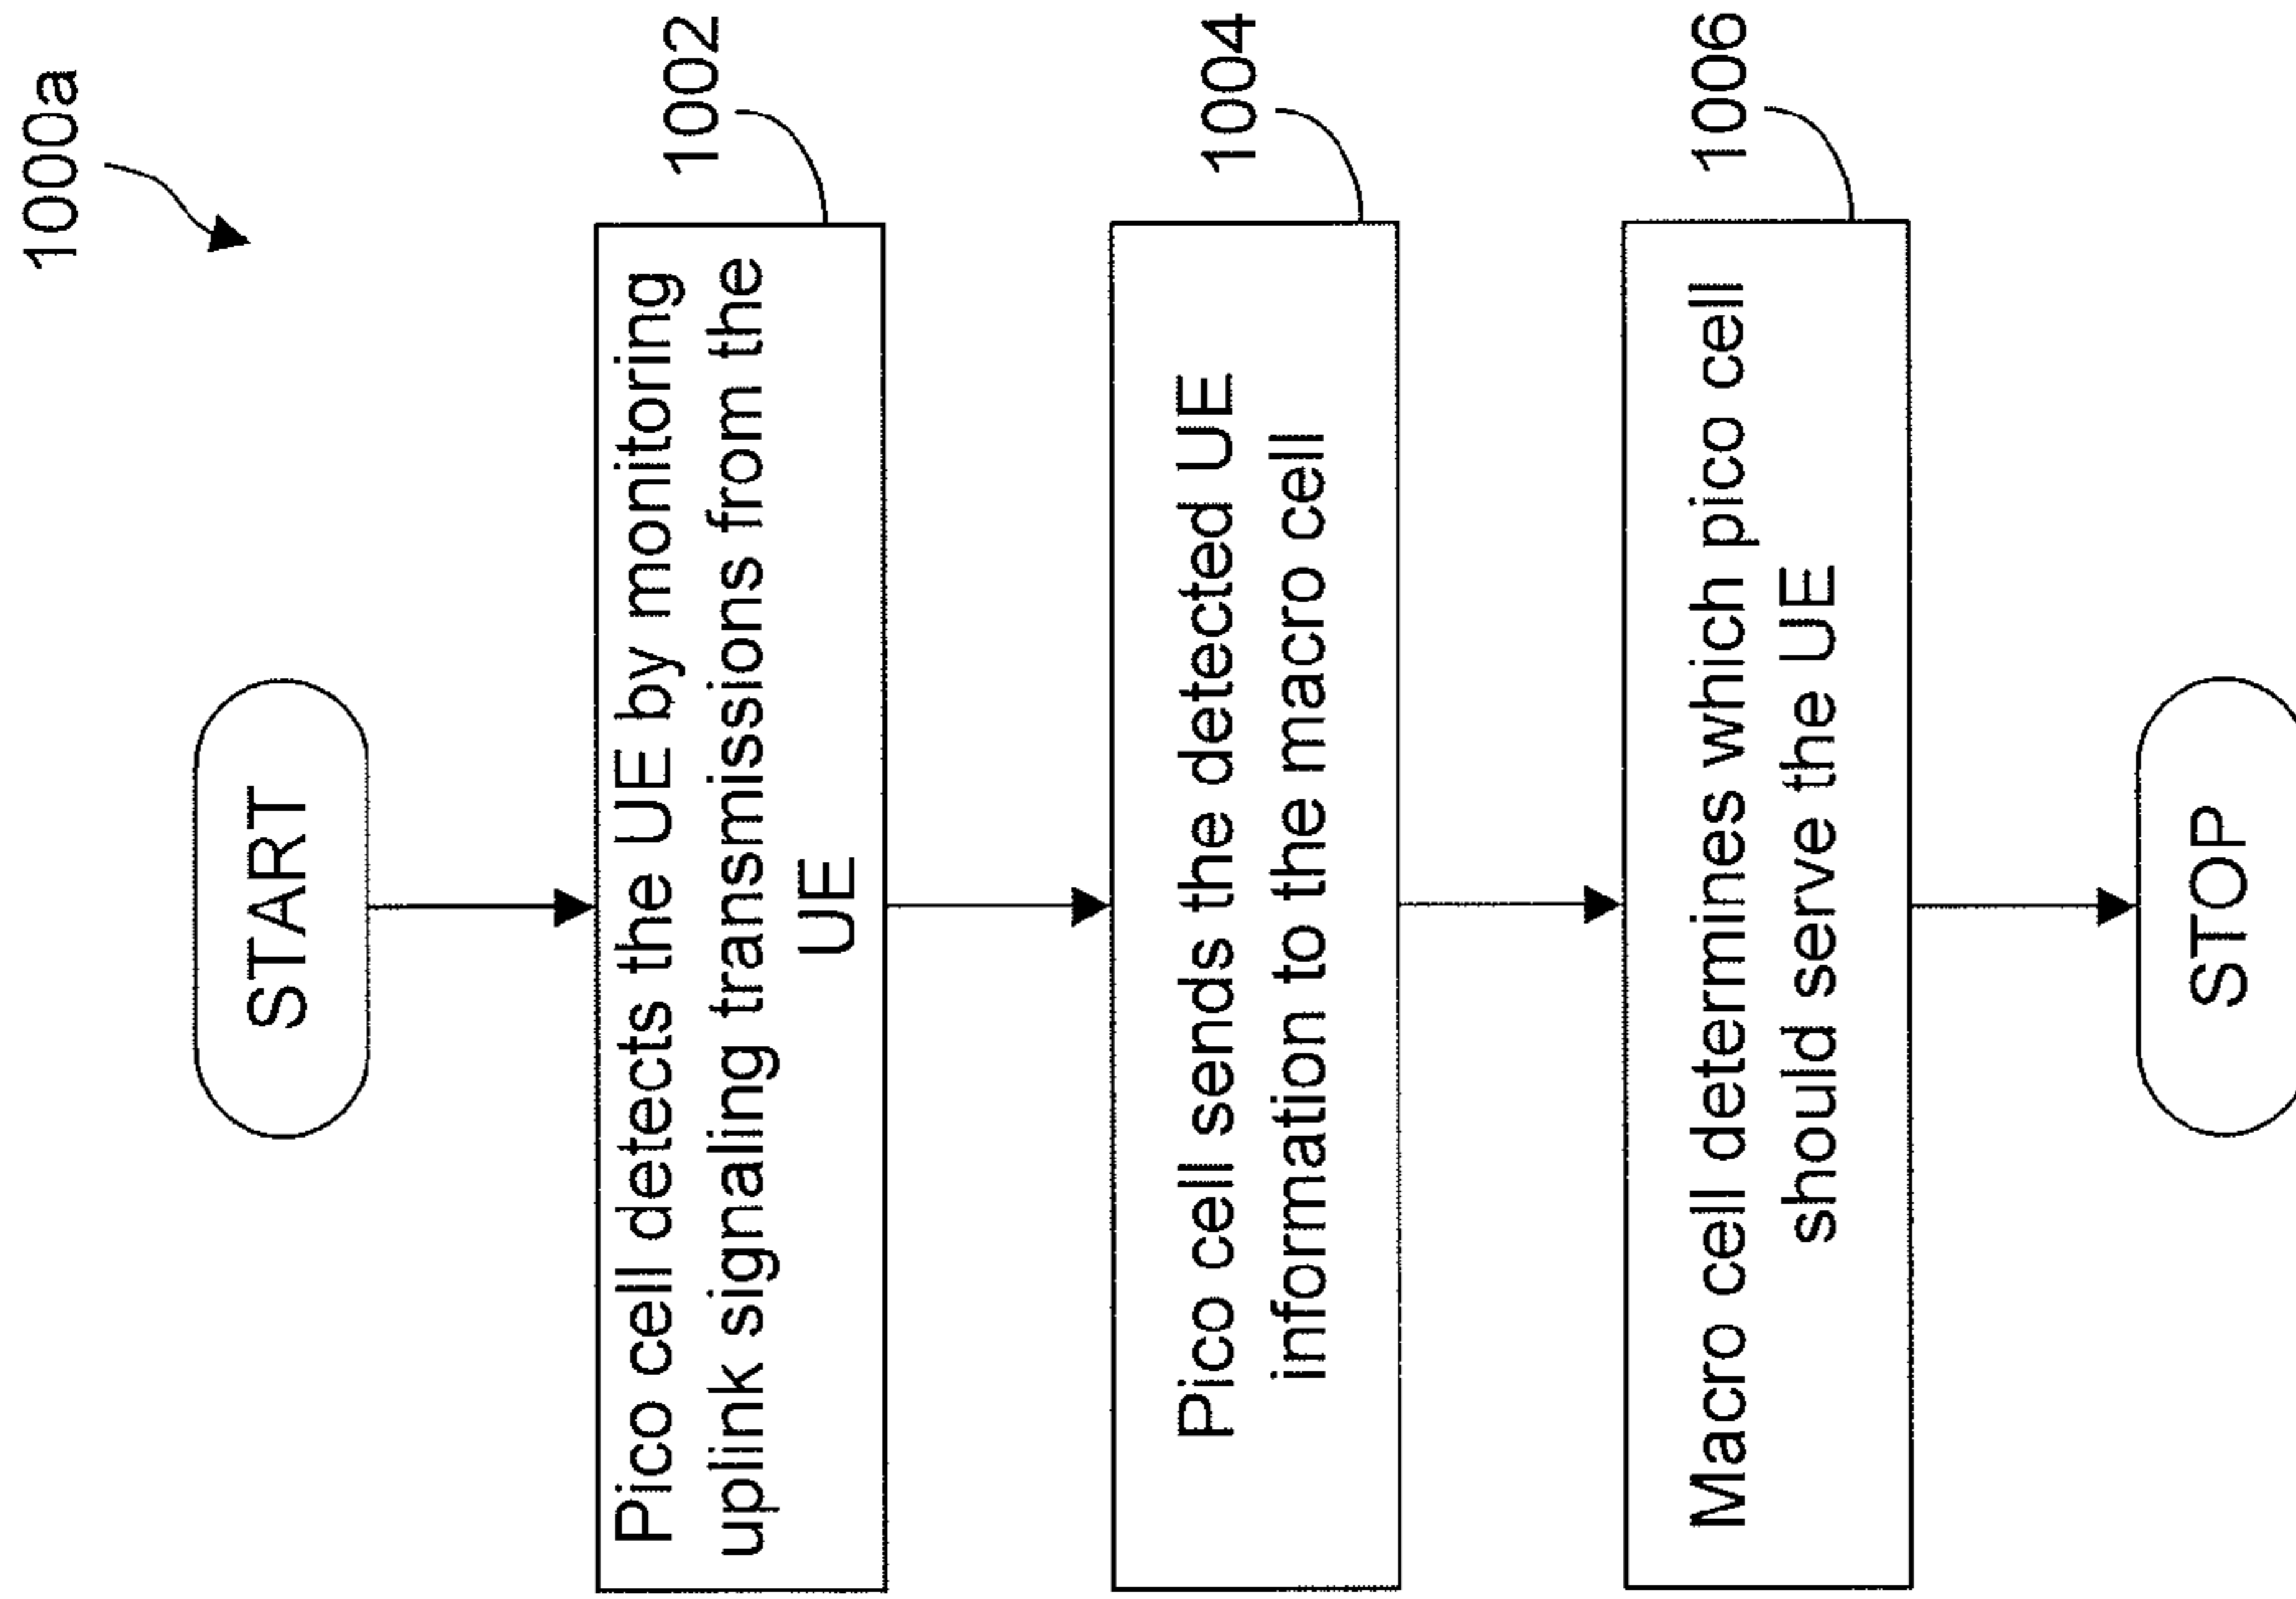 1000a
START
Pico cell detects the UE by monitoring
uplink signaling transmissions from the
UE
1002
Pico cell sends the detected UE
information to the macro cell
1004
Macro cell determines which pico cell
should serve the UE
1006
STOP